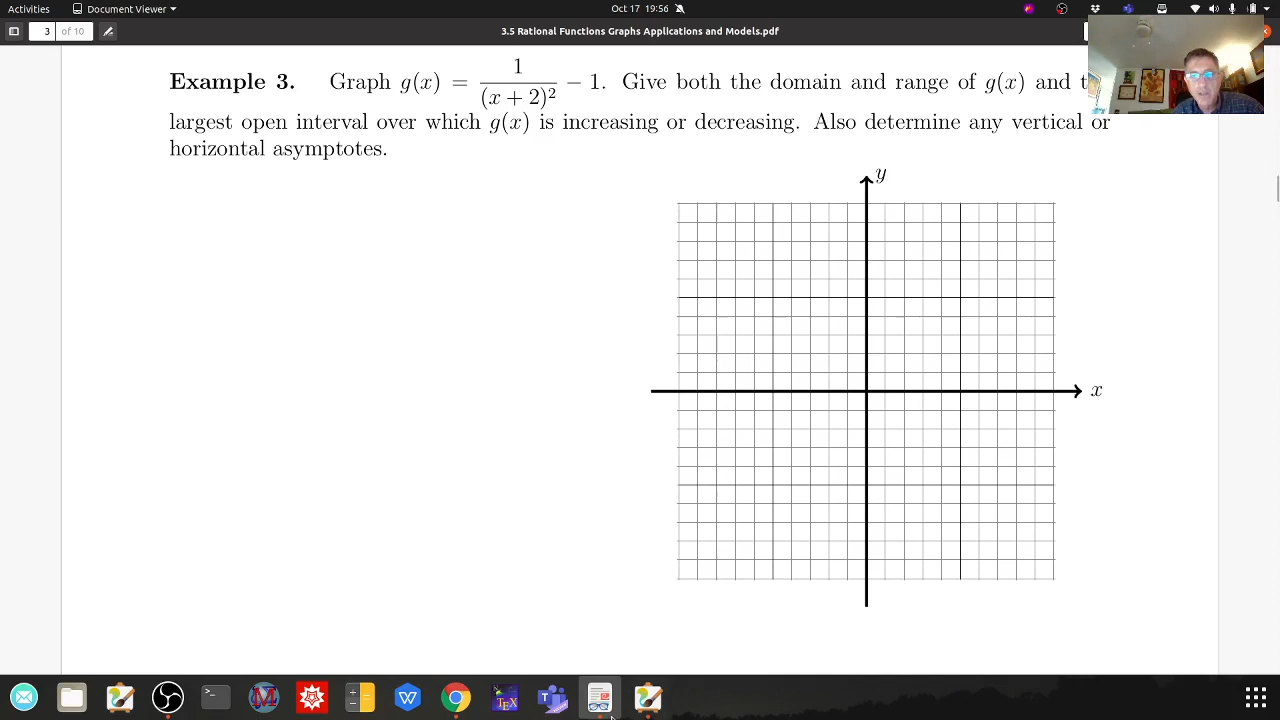 Activities
Document Viewer
Oct 17 19:56
3
of 10
3.5 Rational Functions Graphs Applications and Models.pdf
Example 3. Graph g(x) = 1/(x + 2)² − 1. Give both the domain and range of g(x) and t
largest open interval over which g(x) is increasing or decreasing. Also determine any vertical or
horizontal asymptotes.
y
x
>_
M
W
TEX
T